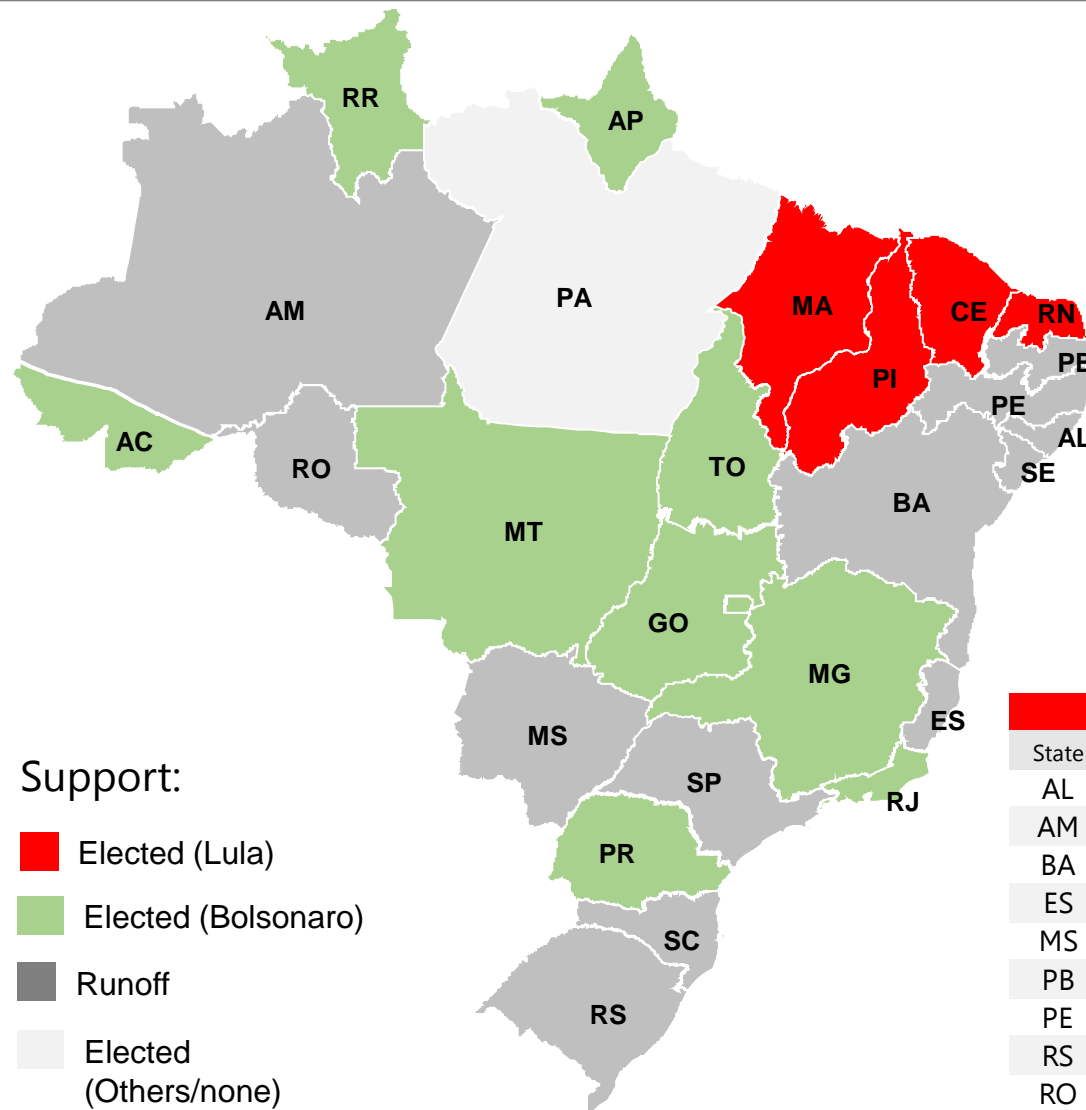 RR
AP
AM
PA
MA
CE
RN
PB
PI
PE
AL
AC
RO
TO
SE
BA
MT
GO
MG
ES
MS
SP
RJ
PR
SC
RS
Support:
Elected (Lula)
Elected (Bolsonaro)
Runoff
Elected
(Others/none)
State
AL
AM
BA
ES
MS
PB
PE
RS
RO